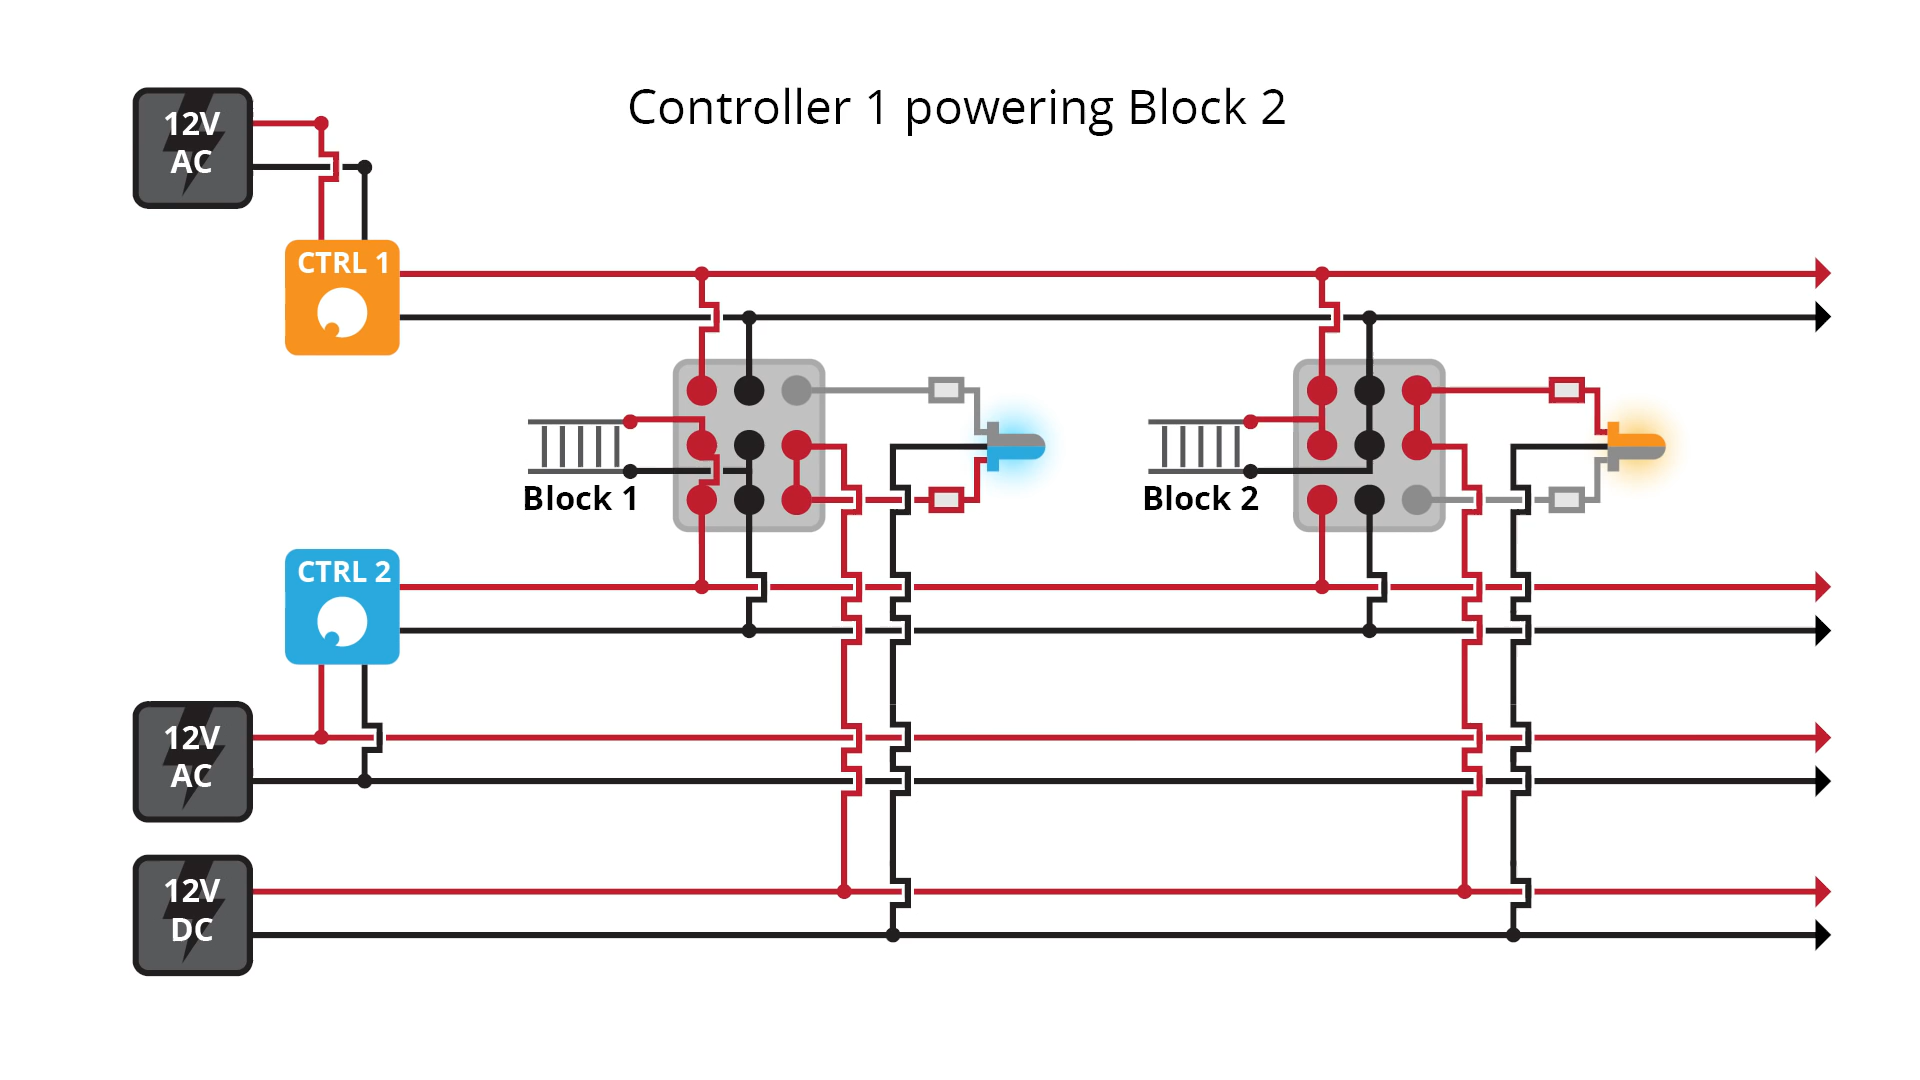 Controller 1 powering Block 2
12V
AC
CTRL 1
Block 1
Block 2
CTRL 2
12V
AC
12V
DC